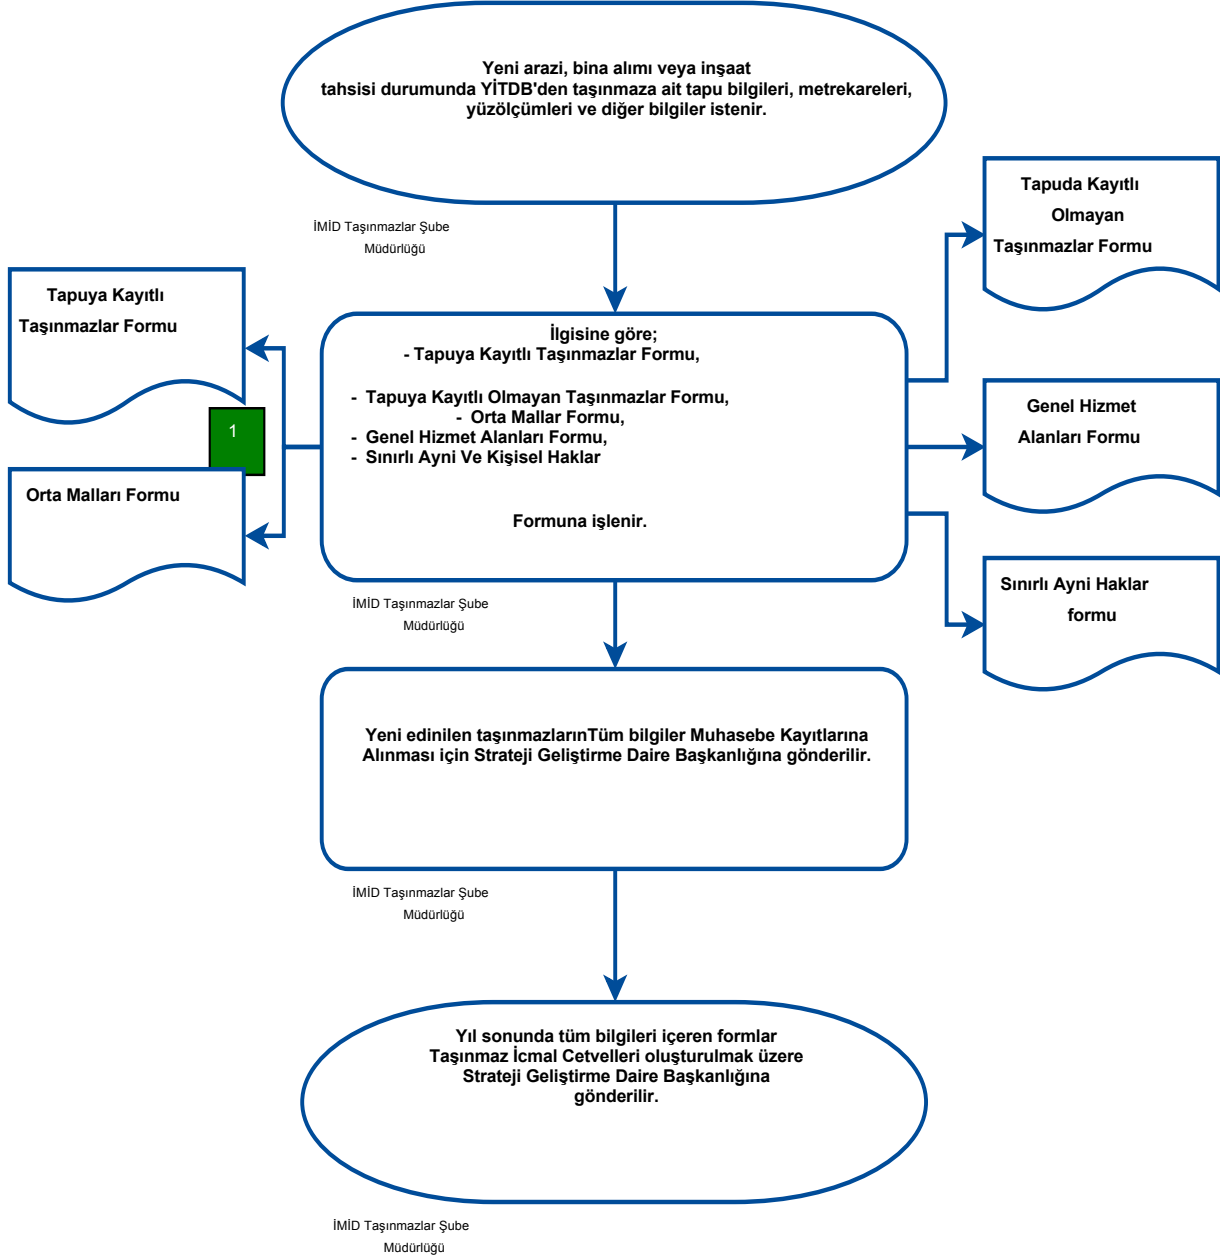 Yeni arazi, bina alımı veya inşaat
tahsisi durumunda YİTDB'den taşınmaza ait tapu bilgileri, metrekareleri,
yüzölçümleri ve diğer bilgiler istenir.
İMİD Taşınmazlar Şube
Müdürlüğü
Tapuda Kayıtlı
Olmayan
Taşınmazlar Formu
Tapuya Kayıtlı
Taşınmazlar Formu
İlgisine göre;
- Tapuya Kayıtlı Taşınmazlar Formu,
- Tapuya Kayıtlı Olmayan Taşınmazlar Formu,
- Orta Mallar Formu,
- Genel Hizmet Alanları Formu,
- Sınırlı Ayni Ve Kişisel Haklar
Formuna işlenir.
1
Genel Hizmet
Alanları Formu
Orta Malları Formu
Sınırlı Ayni Haklar
formu
İMİD Taşınmazlar Şube
Müdürlüğü
Yeni edinilen taşınmazlarınTüm bilgiler Muhasebe Kayıtlarına
Alınması için Strateji Geliştirme Daire Başkanlığına gönderilir.
İMİD Taşınmazlar Şube
Müdürlüğü
Yıl sonunda tüm bilgileri içeren formlar
Taşınmaz İcmal Cetvelleri oluşturulmak üzere
Strateji Geliştirme Daire Başkanlığına
gönderilir.
İMİD Taşınmazlar Şube
Müdürlüğü